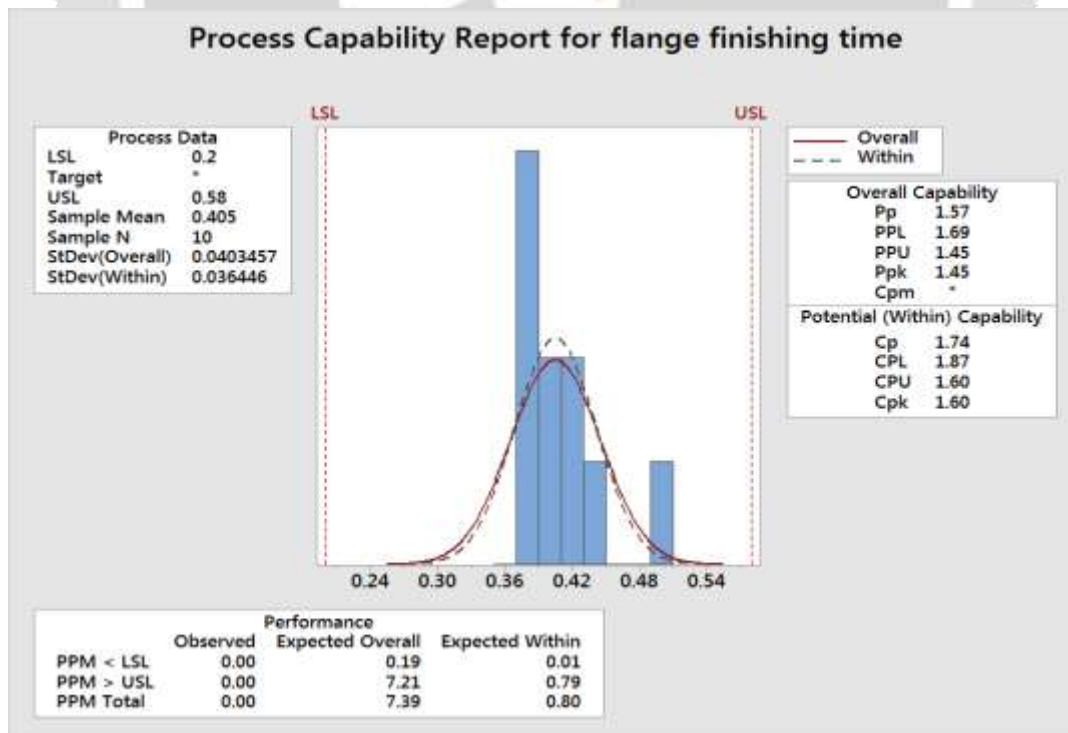 Process Capability Report for flange finishing time
LSL USL
Process Data
LSL 0.2
Target *
USL 0.58
Sample Mean 0.405
Sample N 10
StDev(Overall) 0.0403457
StDev(Within) 0.036446
Overall
Within
Overall Capability
Pp 1.57
PPL 1.69
PPU 1.45
Ppk 1.45
Cpm *
Potential (Within) Capability
Cp 1.74
CPL 1.87
CPU 1.60
Cpk 1.60
0.24 0.30 0.36 0.42 0.48 0.54
Performance
Observed Expected Overall Expected Within
PPM < LSL 0.00 0.19 0.01
PPM > USL 0.00 7.21 0.79
PPM Total 0.00 7.39 0.80